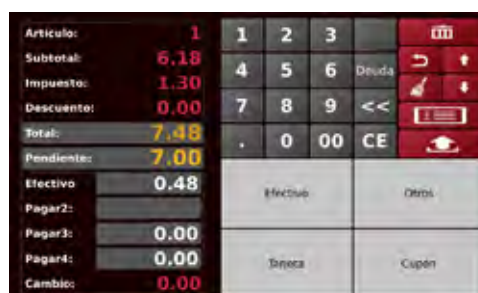 Articulo: 1
Subtotal: 6.18
Impuesto: 1.30
Descuento: 0.00
Total: 7.48
Pendiente: 7.00
Efectivo 0.48
Pagar2:
Pagar3: 0.00
Pagar4: 0.00
Cambio: 0.00
1 2 3
4 5 6 Deuda
7 8 9 <<
. 0 00 CE
Efectivo Otros
Tarjeta Cupón